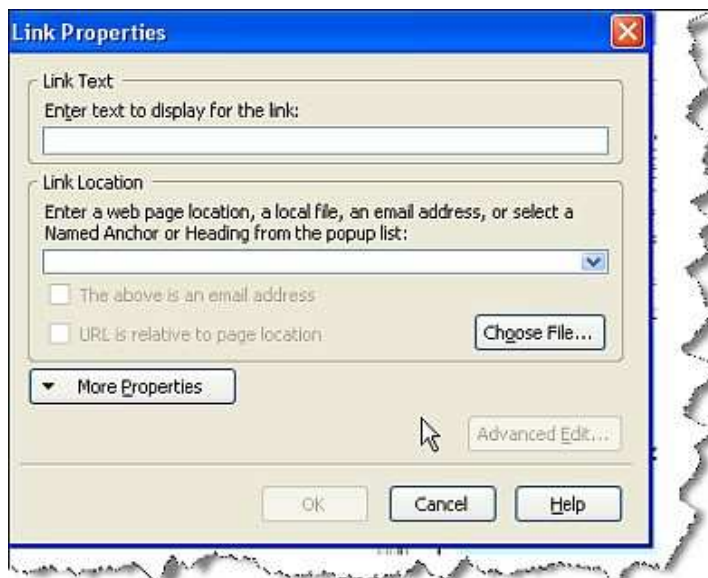 Link Properties
Link Text
Enter text to display for the link:
Link Location
Enter a web page location, a local file, an email address, or select a
Named Anchor or Heading from the popup list:
The above is an email address
URL is relative to page location
Choose File...
More Properties
Advanced Edit...
OK
Cancel
Help